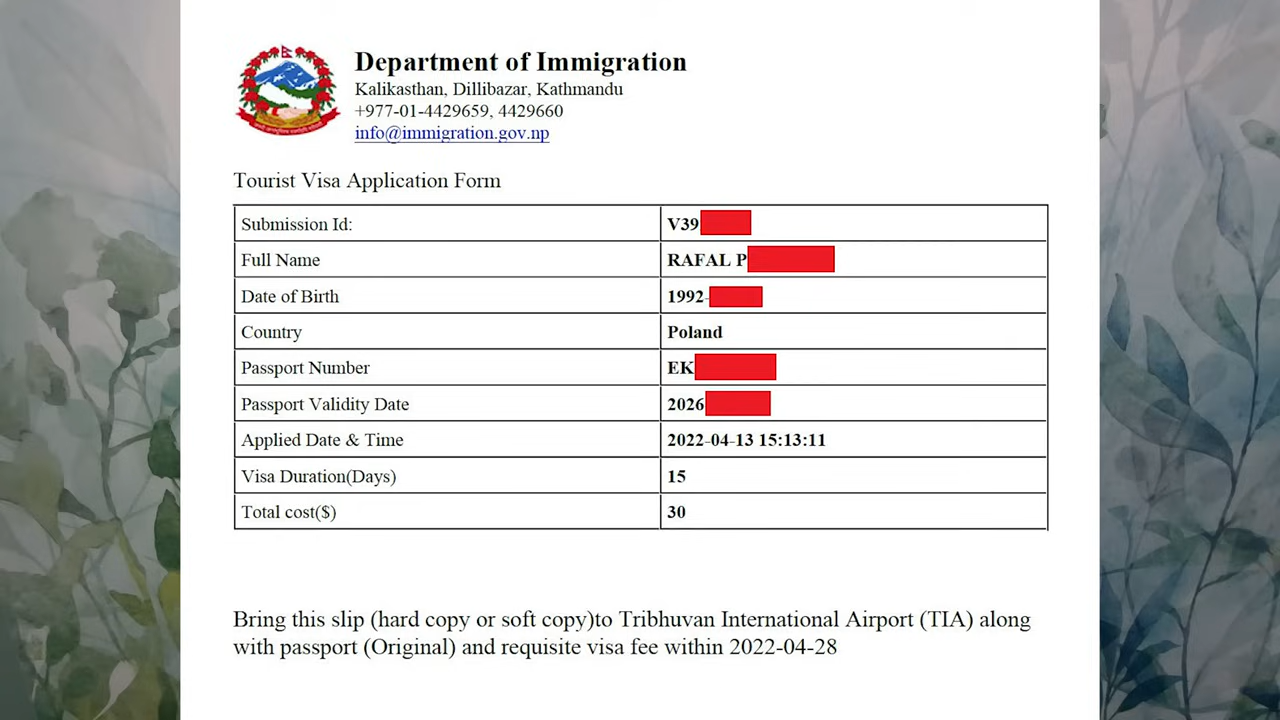 Department of Immigration
Kalikasthan, Dillibazar, Kathmandu
+977-01-4429659, 4429660
info@immigration.gov.np
Tourist Visa Application Form
Submission Id: V39
Full Name RAFAL P
Date of Birth 1992-
Country Poland
Passport Number EK
Passport Validity Date 2026
Applied Date & Time 2022-04-13 15:13:11
Visa Duration(Days) 15
Total cost($) 30
Bring this slip (hard copy or soft copy)to Tribhuvan International Airport (TIA) along
with passport (Original) and requisite visa fee within 2022-04-28